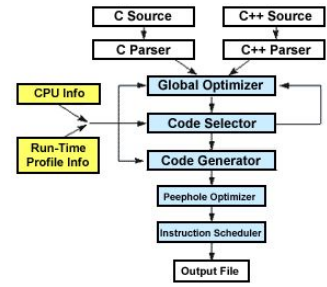 C Source
C++ Source
C Parser
C++ Parser
Global Optimizer
CPU Info
Code Selector
Run-Time
Profile Info
Code Generator
Peephole Optimizer
Instruction Scheduler
Output File